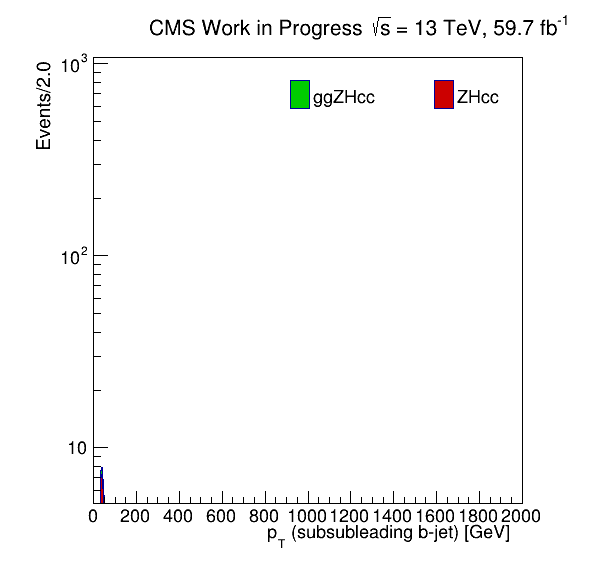 CMS Work in Progress √s = 13 TeV, 59.7 fb⁻¹
Events/2.0
10³
10²
10
ggZHcc
ZHcc
0 200 400 600 800 1000 1200 1400 1600 1800 2000
p_T (subsubleading b-jet) [GeV]